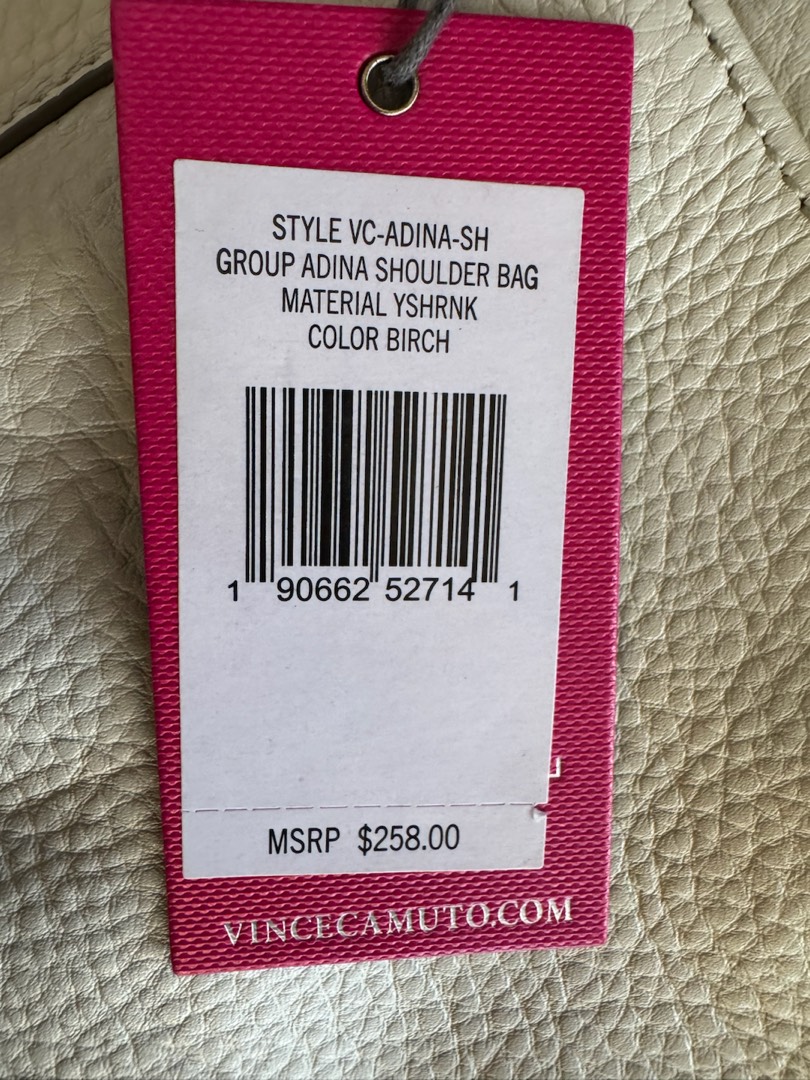 STYLE VC-ADINA-SH
GROUP ADINA SHOULDER BAG
MATERIAL YSHRNK
COLOR BIRCH
1 90662 52714 1
MSRP $258.00
VINCECAMUTO.COM